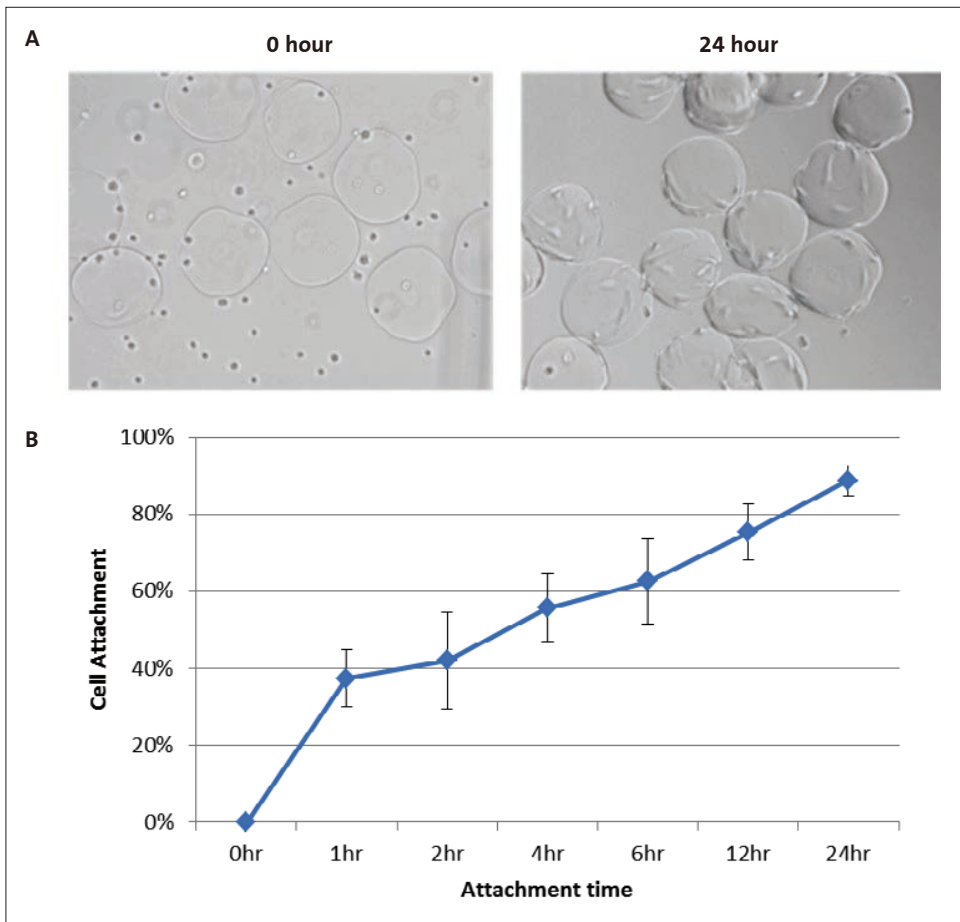 A
0 hour
24 hour
B
100%
80%
60%
40%
20%
0%
Cell Attachment
0hr 1hr 2hr 4hr 6hr 12hr 24hr
Attachment time